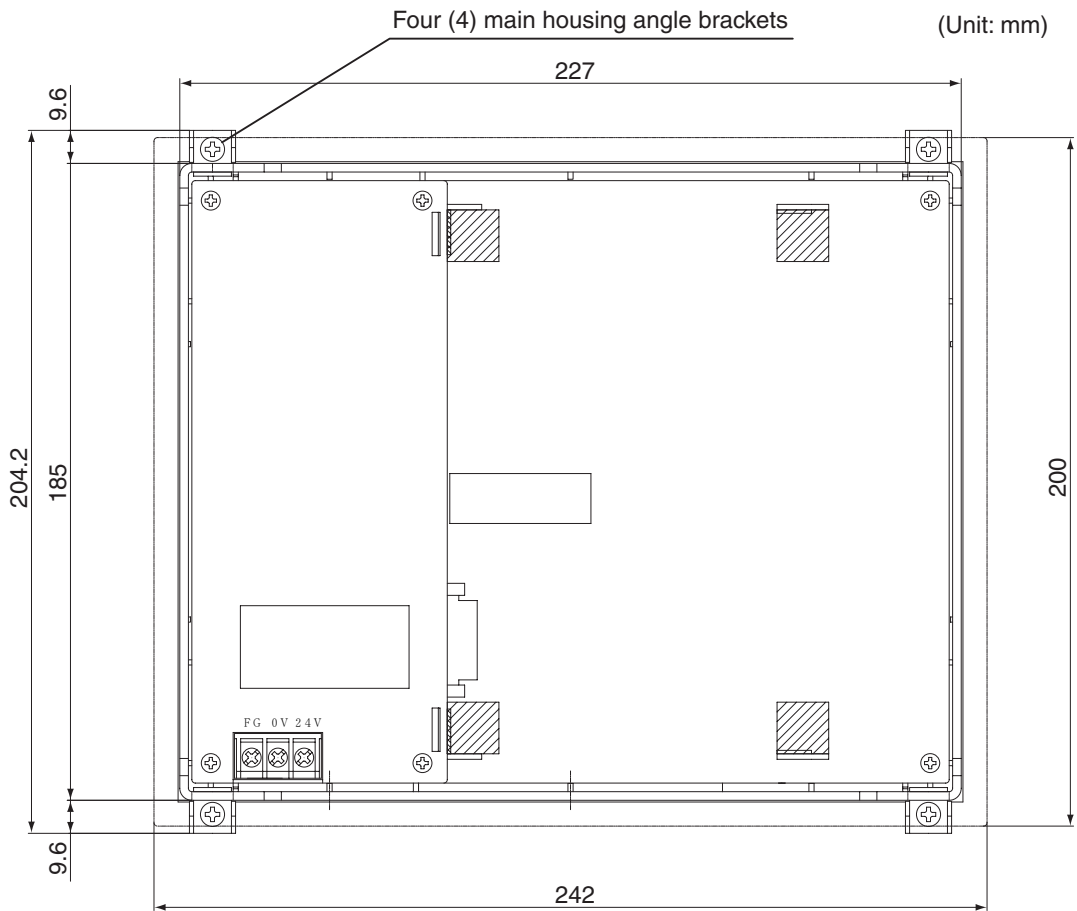 Four (4) main housing angle brackets
(Unit: mm)
227
9.6
204.2
185
200
FG 0V 24V
9.6
242